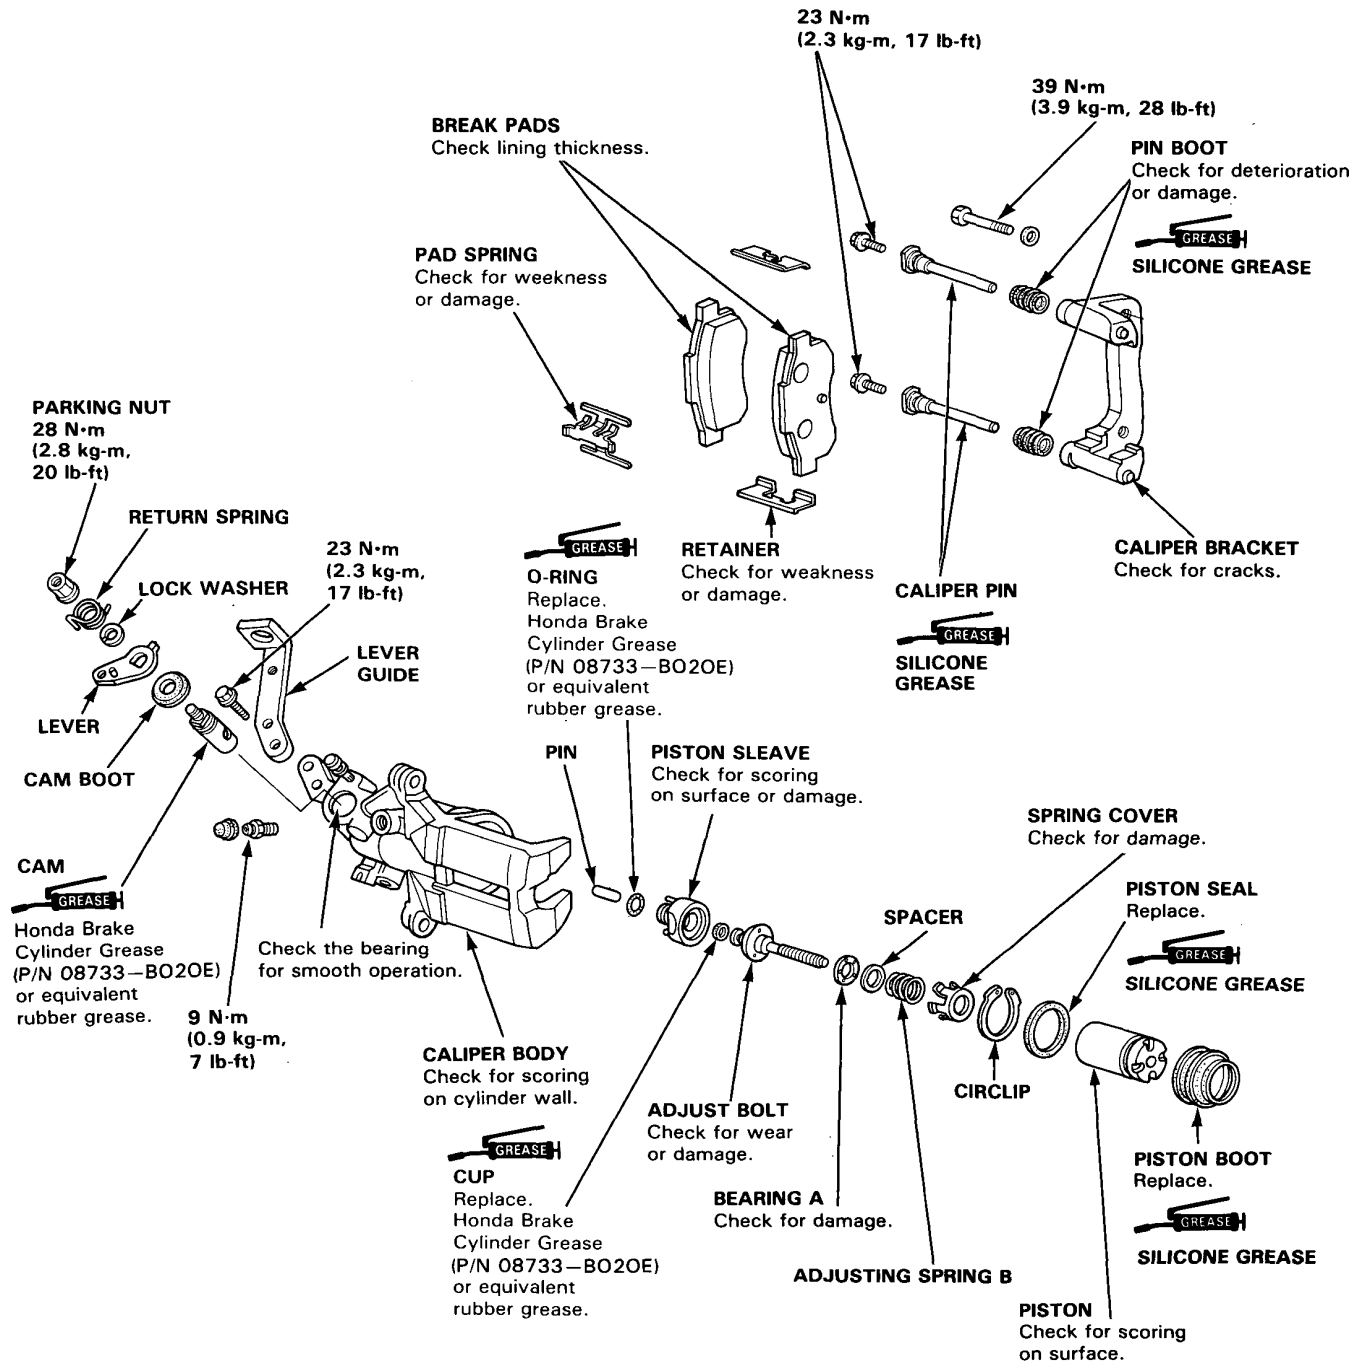 23 N•m
(2.3 kg-m, 17 lb-ft)
39 N•m
(3.9 kg-m, 28 lb-ft)
BREAK PADS
Check lining thickness.
PIN BOOT
Check for deterioration
or damage.
GREASE
SILICONE GREASE
PAD SPRING
Check for weekness
or damage.
PARKING NUT
28 N•m
(2.8 kg-m,
20 lb-ft)
RETURN SPRING
LOCK WASHER
23 N•m
(2.3 kg-m,
17 lb-ft)
LEVER
GUIDE
LEVER
CAM BOOT
GREASE
O-RING
Replace.
Honda Brake
Cylinder Grease
(P/N 08733—BO2OE)
or equivalent
rubber grease.
RETAINER
Check for weakness
or damage.
CALIPER PIN
GREASE
SILICONE
GREASE
CALIPER BRACKET
Check for cracks.
PIN
PISTON SLEAVE
Check for scoring
on surface or damage.
SPRING COVER
Check for damage.
PISTON SEAL
Replace.
GREASE
SILICONE GREASE
SPACER
CAM
GREASE
Honda Brake
Cylinder Grease
(P/N 08733—BO2OE)
or equivalent
rubber grease.
9 N•m
(0.9 kg-m,
7 lb-ft)
Check the bearing
for smooth operation.
CALIPER BODY
Check for scoring
on cylinder wall.
GREASE
CUP
Replace.
Honda Brake
Cylinder Grease
(P/N 08733—BO2OE)
or equivalent
rubber grease.
ADJUST BOLT
Check for wear
or damage.
BEARING A
Check for damage.
ADJUSTING SPRING B
CIRCLIP
PISTON BOOT
Replace.
GREASE
SILICONE GREASE
PISTON
Check for scoring
on surface.